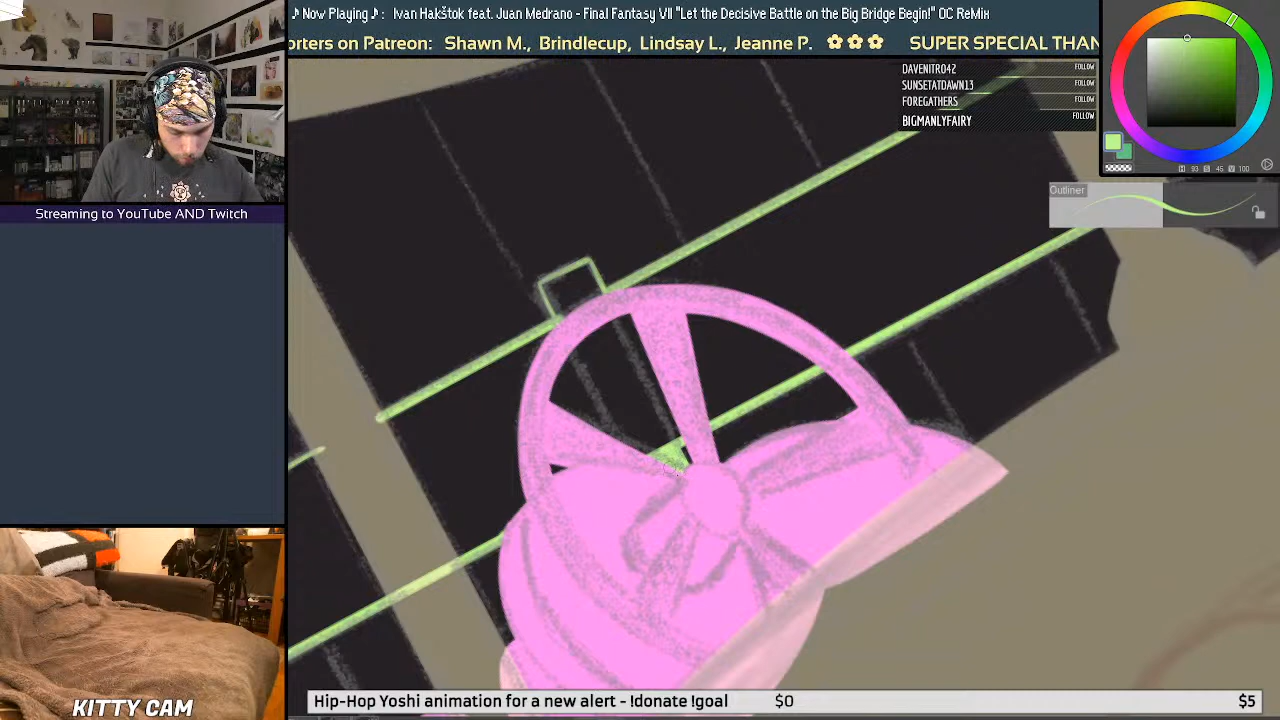 ♪ Now Playing ♪ : Ivan Hakštok feat. Juan Medrano - Final Fantasy VII "Let the Decisive Battle on the Big Bridge Begin!" OC ReMix
orters on Patreon: Shawn M., Brindlecup, Lindsay L., Jeanne P. ✿ ✿ ✿ SUPER SPECIAL THAN
DAVENITRO42 FOLLOW
SUNSETATDAWN13 FOLLOW
FOREGATHERS FOLLOW
BIGMANLYFAIRY FOLLOW
H 93 S 45 V 100
Outliner
Streaming to YouTube AND Twitch
KITTY CAM
Hip-Hop Yoshi animation for a new alert - !donate !goal $0 $5